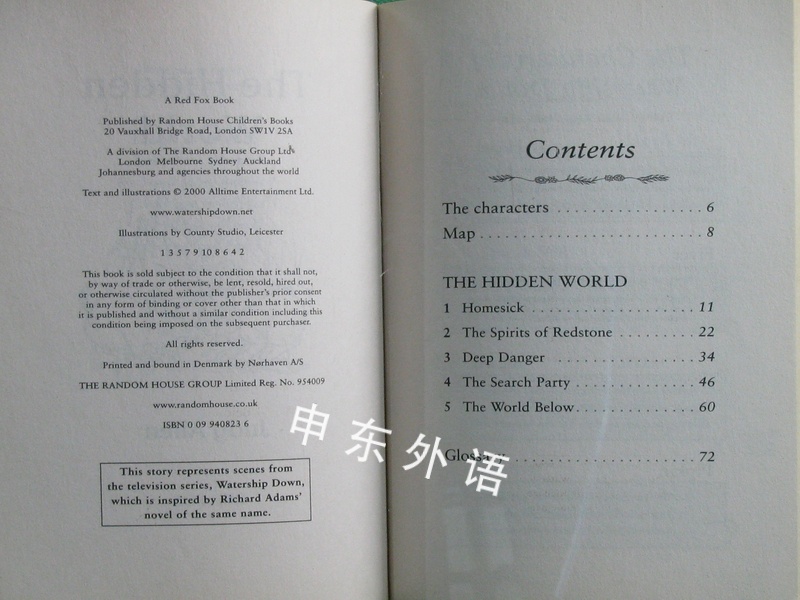 A Red Fox Book
Published by Random House Children's Books
20 Vauxhall Bridge Road, London SW1V 2SA
A division of The Random House Group Ltd
London Melbourne Sydney Auckland
Johannesburg and agencies throughout the world
Text and illustrations © 2000 Alltime Entertainment Ltd.
www.watershipdown.net
Illustrations by County Studio, Leicester
1 3 5 7 9 10 8 6 4 2
This book is sold subject to the condition that it shall not,
by way of trade or otherwise, be lent, resold, hired out,
or otherwise circulated without the publisher's prior consent
in any form of binding or cover other than that in which
it is published and without a similar condition including this
condition being imposed on the subsequent purchaser.
All rights reserved.
Printed and bound in Denmark by Nørhaven A/S
THE RANDOM HOUSE GROUP Limited Reg. No. 954009
www.randomhouse.co.uk
ISBN 0 09 940823 6
This story represents scenes from
the television series, Watership Down,
which is inspired by Richard Adams'
novel of the same name.
Contents
The characters . . . . . . . . . . . . . . . . . 6
Map . . . . . . . . . . . . . . . . . . . . . . . . . . 8
THE HIDDEN WORLD
1 Homesick . . . . . . . . . . . . . . . . . . . 11
2 The Spirits of Redstone . . . . . . . . . 22
3 Deep Danger . . . . . . . . . . . . . . . . 34
4 The Search Party . . . . . . . . . . . . . 46
5 The World Below . . . . . . . . . . . . . 60
Glossary . . . . . . . . . . . . . . . . . . . . . . 72
申东外语